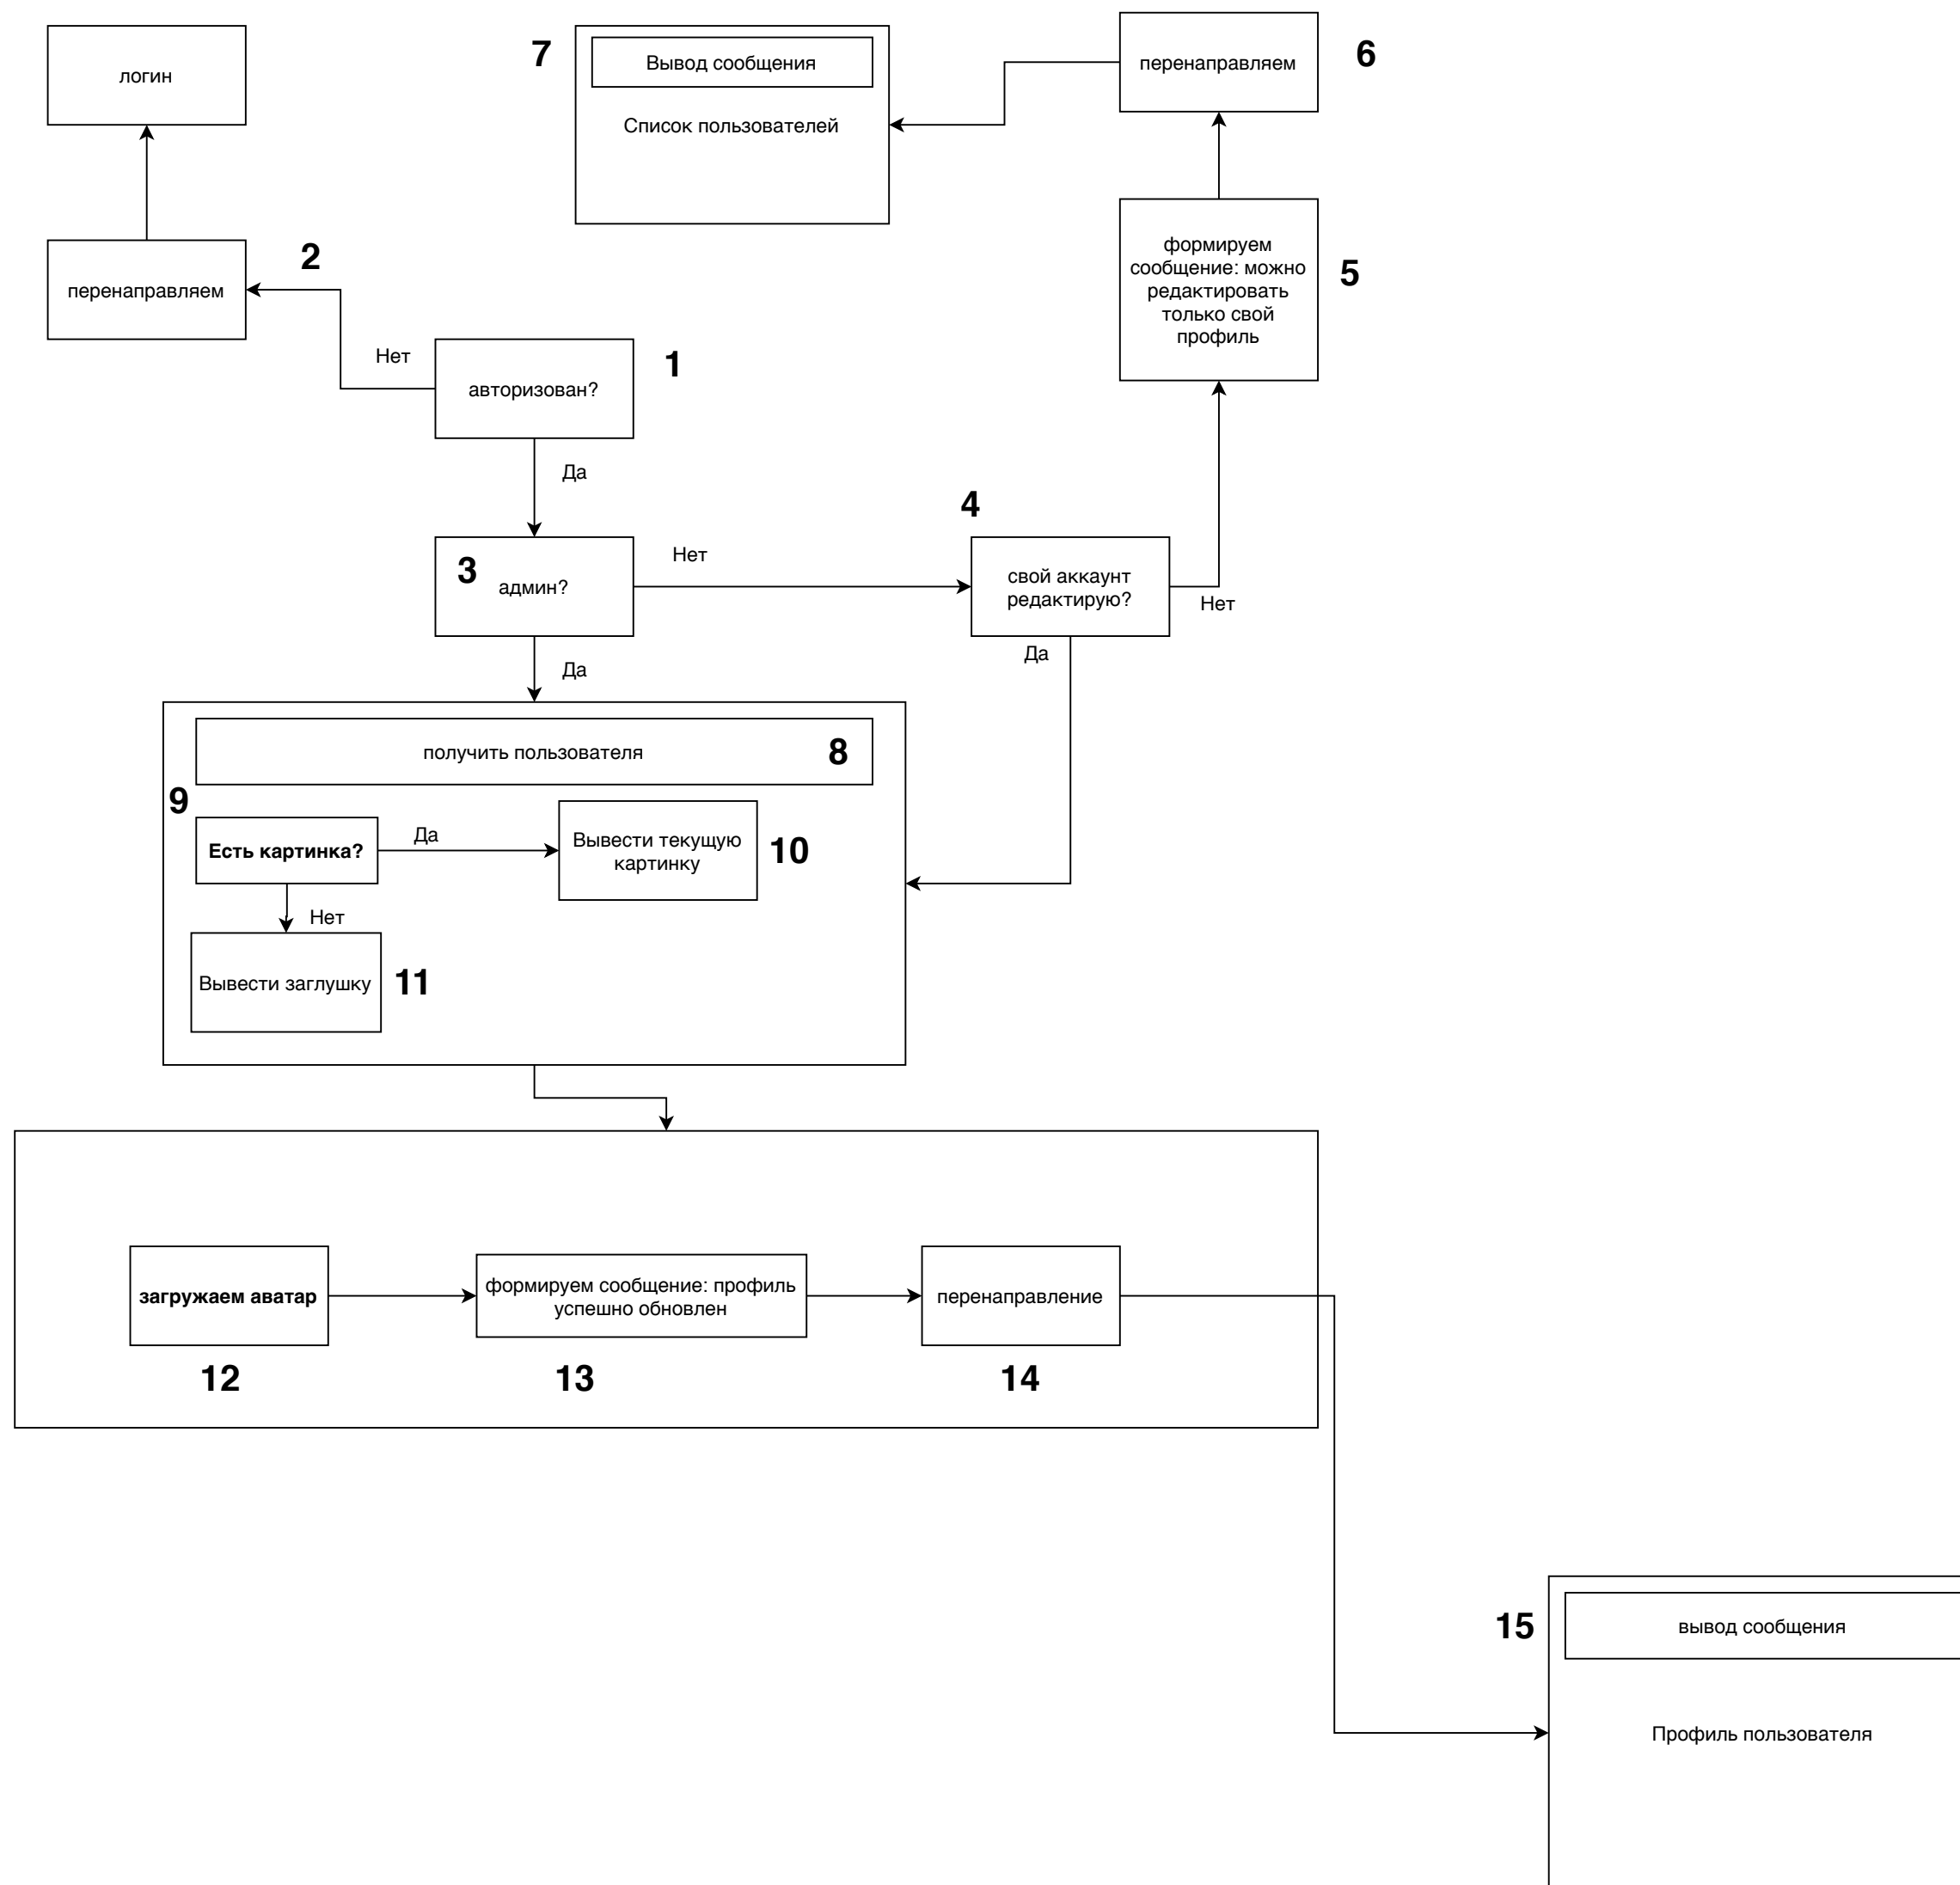 логин
7
Вывод сообщения
Список пользователей
перенаправляем
6
перенаправляем
2
формируем
сообщение: можно
редактировать
только свой
профиль
5
Нет
авторизован?
1
Да
4
3
админ?
Нет
свой аккаунт
редактирую?
Нет
Да
Да
получить пользователя
8
9
Есть картинка?
Да
Вывести текущую
картинку
10
Нет
Вывести заглушку
11
загружаем аватар
формируем сообщение: профиль
успешно обновлен
перенаправление
12
13
14
15
вывод сообщения
Профиль пользователя